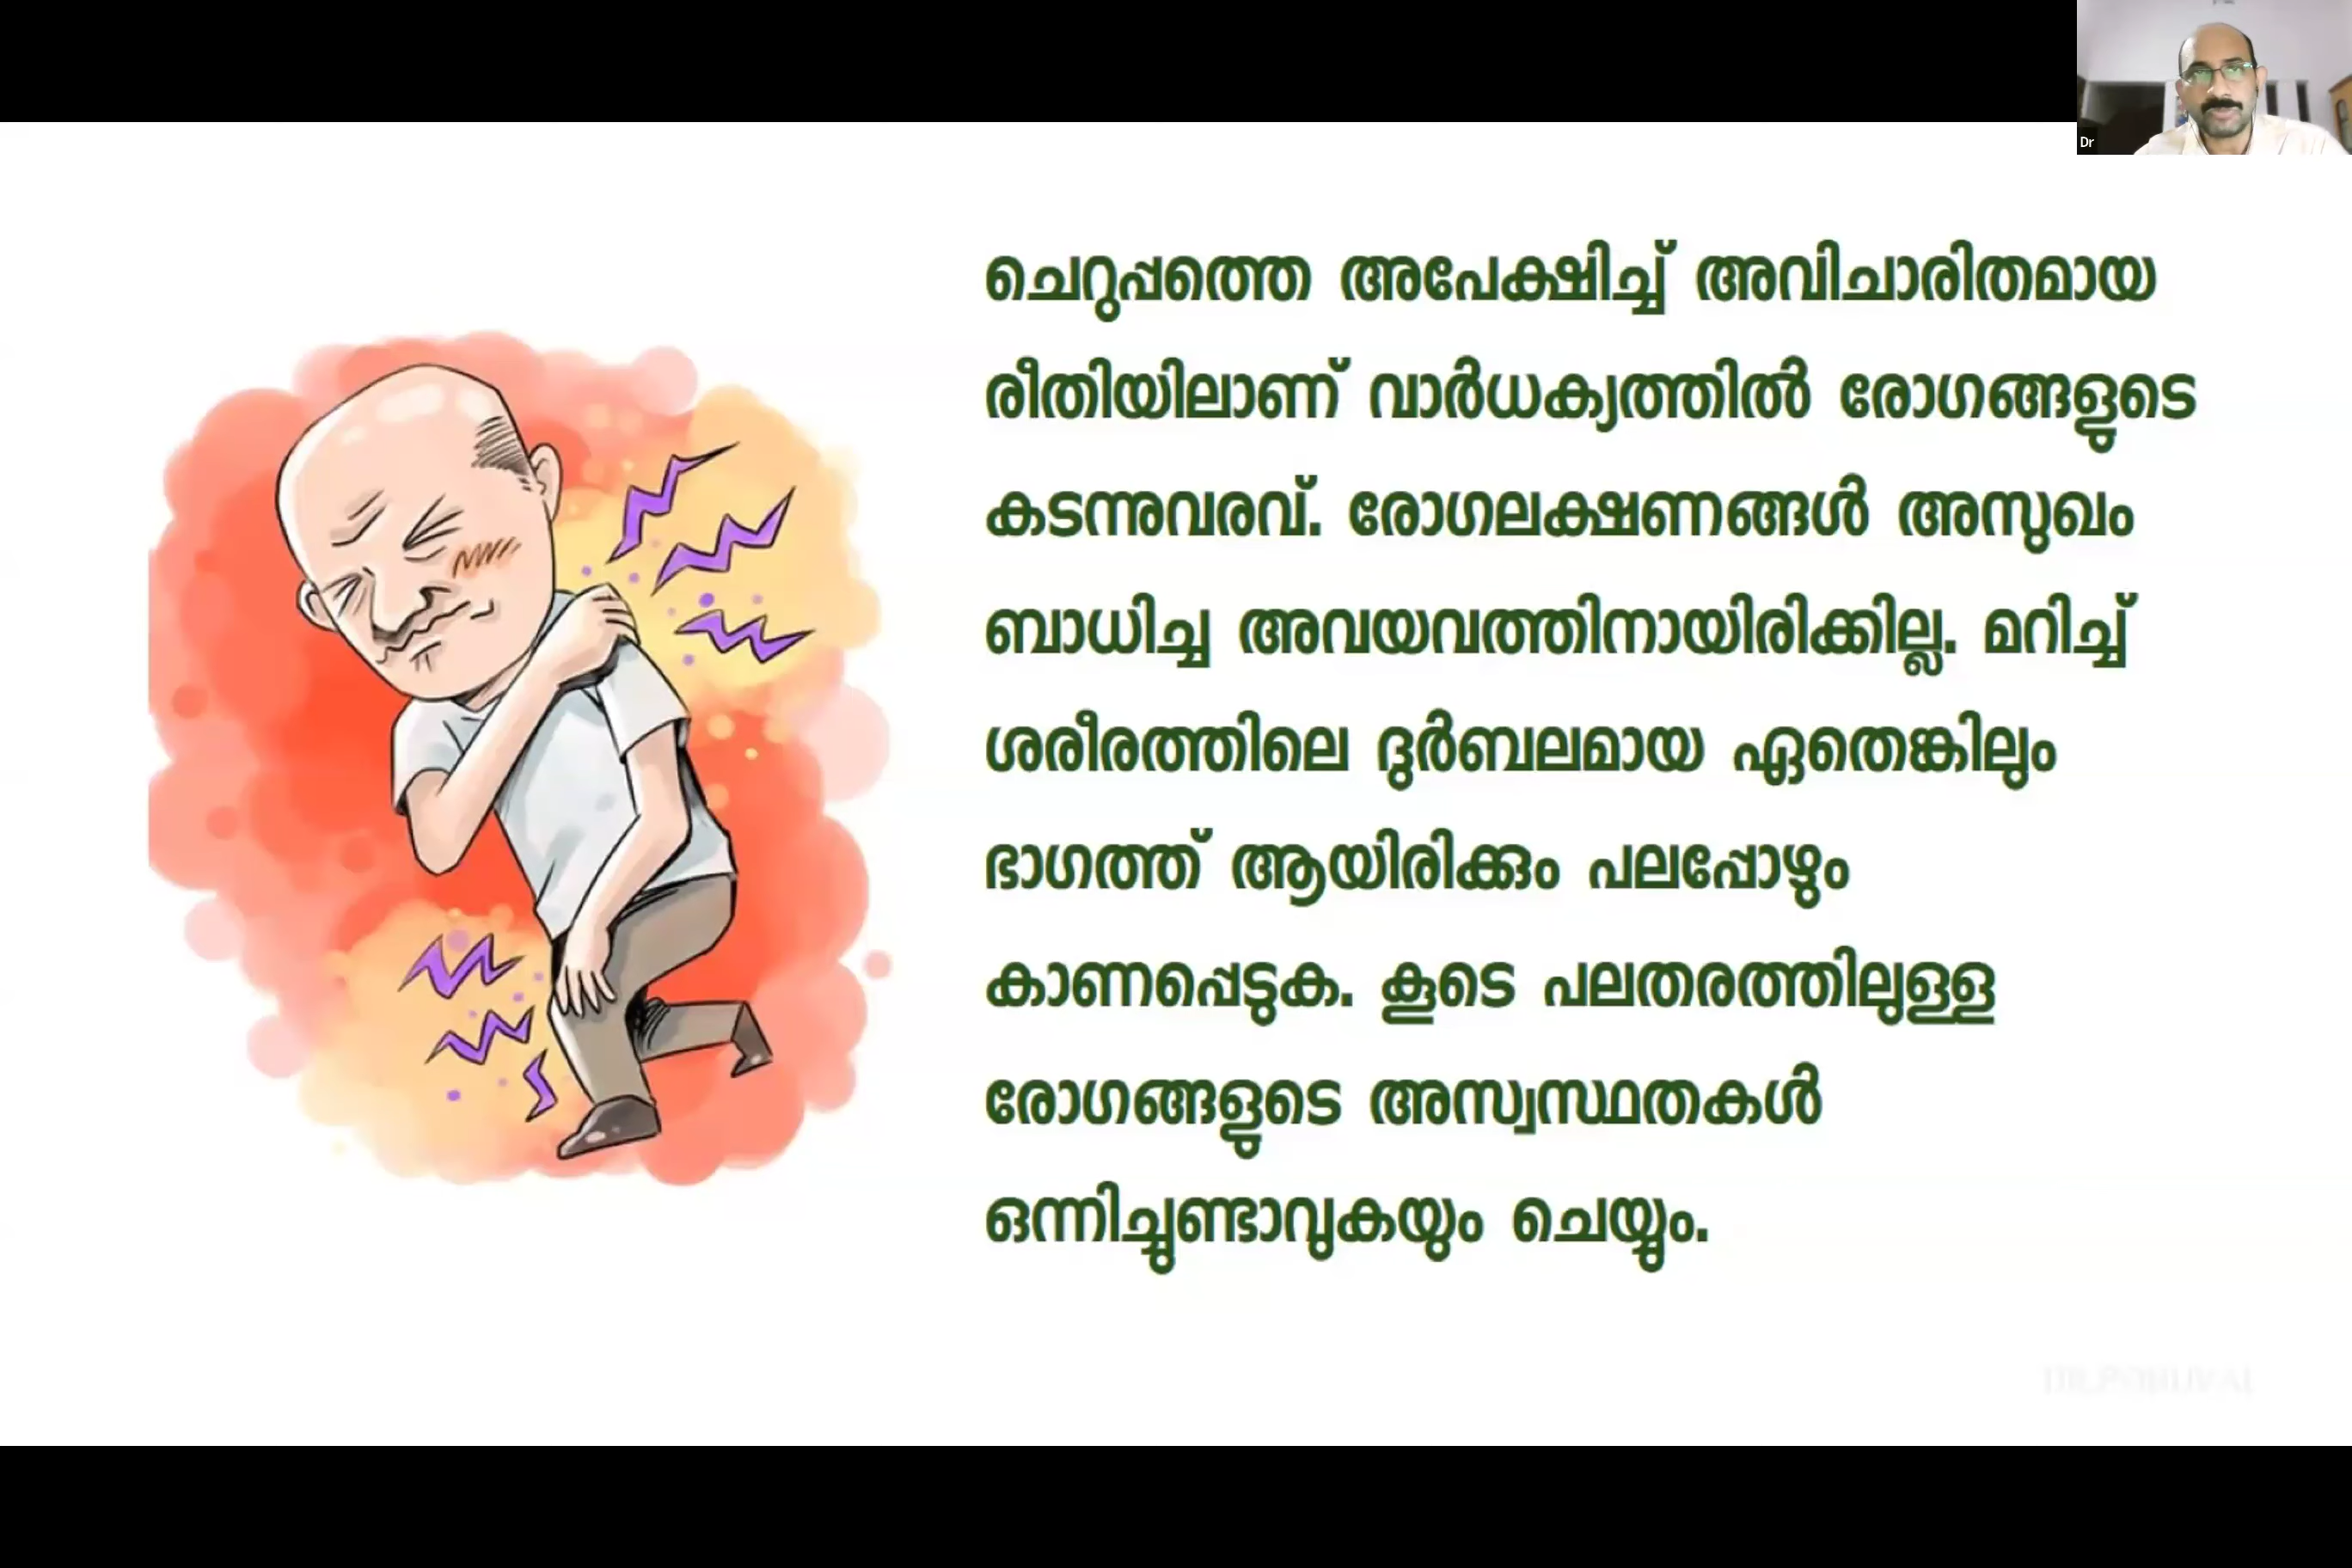 Dr
ചെറുപ്പത്തെ അപേക്ഷിച്ച് അവിചാരിതമായ
രീതിയിലാണ് വാർധക്യത്തിൽ രോഗങ്ങളുടെ
കടന്നുവരവ്. രോഗലക്ഷണങ്ങൾ അസുഖം
ബാധിച്ച അവയവത്തിനായിരിക്കില്ല. മറിച്ച്
ശരീരത്തിലെ ദുർബലമായ ഏതെങ്കിലും
ഭാഗത്ത് ആയിരിക്കും പലപ്പോഴും
കാണപ്പെടുക. കൂടെ പലതരത്തിലുള്ള
രോഗങ്ങളുടെ അസ്വസ്ഥതകൾ
ഒന്നിച്ചുണ്ടാവുകയും ചെയ്യും.